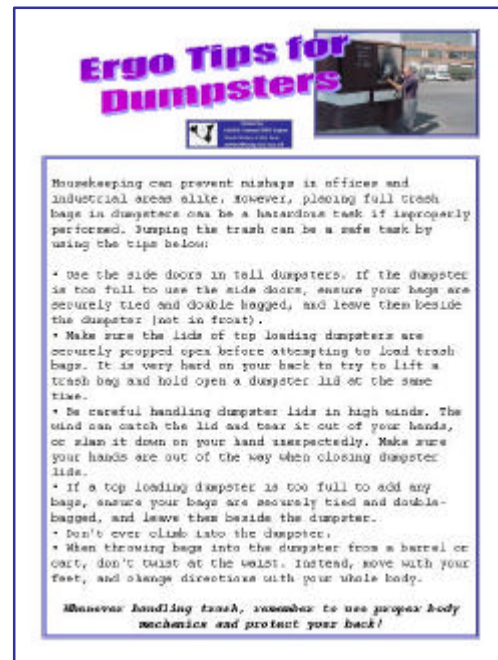 Ergo Tips for
Dumpsters
Housekeeping can prevent mishaps in offices and
industrial areas alike. However, placing full trash
bags in dumpsters can be a hazardous task if improperly
performed. Dumping the trash can be a safe task by
using the tips below:
• Use the side doors in tall dumpsters. If the dumpster
is too full to use the side doors, ensure your bags are
securely tied and double bagged, and leave them beside
the dumpster (not in front).
• Make sure the lids of top loading dumpsters are
securely propped open before attempting to load trash
bags. It is very hard on your back to try to lift a
trash bag and hold open a dumpster lid at the same
time.
• Be careful handling dumpster lids in high winds. The
wind can catch the lid and tear it out of your hands,
or slam it down on your hand unexpectedly. Make sure
your hands are out of the way when closing dumpster
lids.
• If a top loading dumpster is too full to add any
bags, ensure your bags are securely tied and double-
bagged, and leave them beside the dumpster.
• Don't ever climb into the dumpster.
• When throwing bags into the dumpster from a barrel or
cart, don't twist at the waist. Instead, move with your
feet, and change directions with your whole body.
Whenever handling trash, remember to use proper body
mechanics and protect your back!